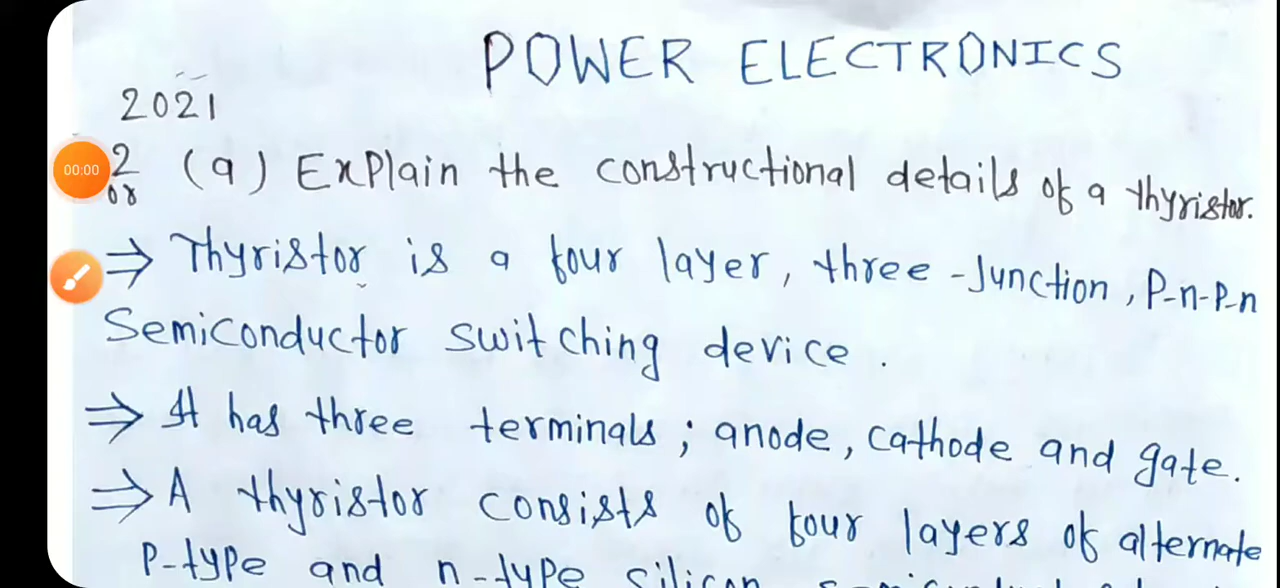 POWER ELECTRONICS
2021
00:00
2 (a) Explain the constructional details of a thyristor.
08
⇒ Thyristor is a four layer, three-Junction, P-n-P-n
Semiconductor switching device.
⇒ It has three terminals; anode, cathode and gate.
⇒ A thyristor consists of four layers of alternate
P-type and n-type silicon